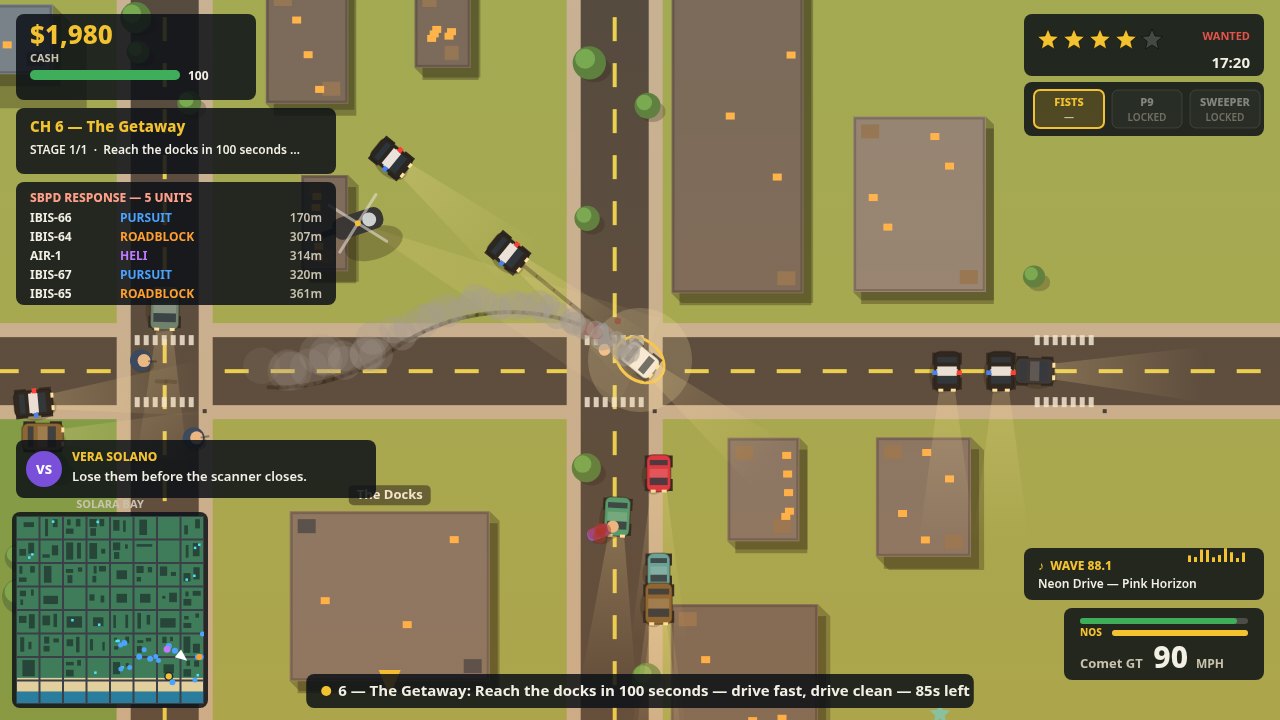 $1,980
CASH
100
CH 6 — The Getaway
STAGE 1/1 · Reach the docks in 100 seconds ...
SBPD RESPONSE — 5 UNITS
IBIS-66 PURSUIT 170m
IBIS-64 ROADBLOCK 307m
AIR-1 HELI 314m
IBIS-67 PURSUIT 320m
IBIS-65 ROADBLOCK 361m
WANTED
17:20
FISTS
—
P9
LOCKED
SWEEPER
LOCKED
VS
VERA SOLANO
Lose them before the scanner closes.
The Docks
SOLARA BAY
♪ WAVE 88.1
Neon Drive — Pink Horizon
NOS
Comet GT 90 MPH
6 — The Getaway: Reach the docks in 100 seconds — drive fast, drive clean — 85s left